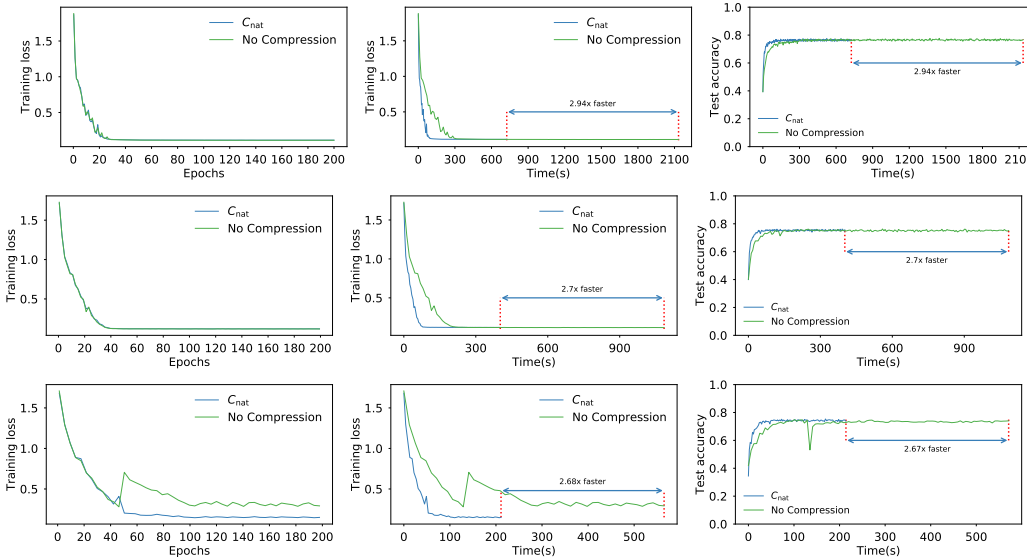 Training loss
1.5
1.0
0.5
C_nat
No Compression
0 20 40 60 80 100 120 140 160 180 200
Epochs
Training loss
1.5
1.0
0.5
C_nat
No Compression
2.94x faster
0 300 600 900 1200 1500 1800 2100
Time(s)
Test accuracy
1.0
0.8
0.6
0.4
0.2
0.0
2.94x faster
C_nat
No Compression
0 300 600 900 1200 1500 1800 2100
Time(s)
Training loss
1.5
1.0
0.5
C_nat
No Compression
0 20 40 60 80 100 120 140 160 180 200
Epochs
Training loss
1.5
1.0
0.5
C_nat
No Compression
2.7x faster
0 300 600 900
Time(s)
Test accuracy
1.0
0.8
0.6
0.4
0.2
0.0
2.7x faster
C_nat
No Compression
0 300 600 900
Time(s)
Training loss
1.5
1.0
0.5
C_nat
No Compression
0 20 40 60 80 100 120 140 160 180 200
Epochs
Training loss
1.5
1.0
0.5
C_nat
No Compression
2.68x faster
0 100 200 300 400 500
Time(s)
Test accuracy
1.0
0.8
0.6
0.4
0.2
0.0
2.67x faster
C_nat
No Compression
0 100 200 300 400 500
Time(s)